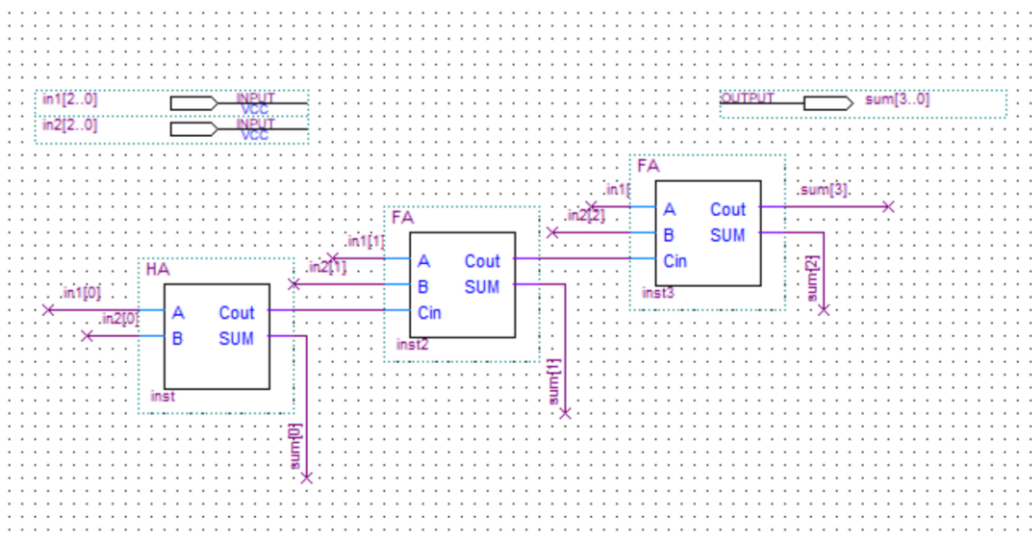 in1[2..0] INPUT VCC
in2[2..0] INPUT VCC
OUTPUT sum[3..0]
FA
in1[
A Cout sum[3]
in2[2]
B SUM
Cin
sum[2]
inst3
FA
in1[1]
A Cout
in2[1]
B SUM
Cin
sum[1]
inst2
HA
in1[0]
A Cout
in2[0]
B SUM
sum[0]
inst